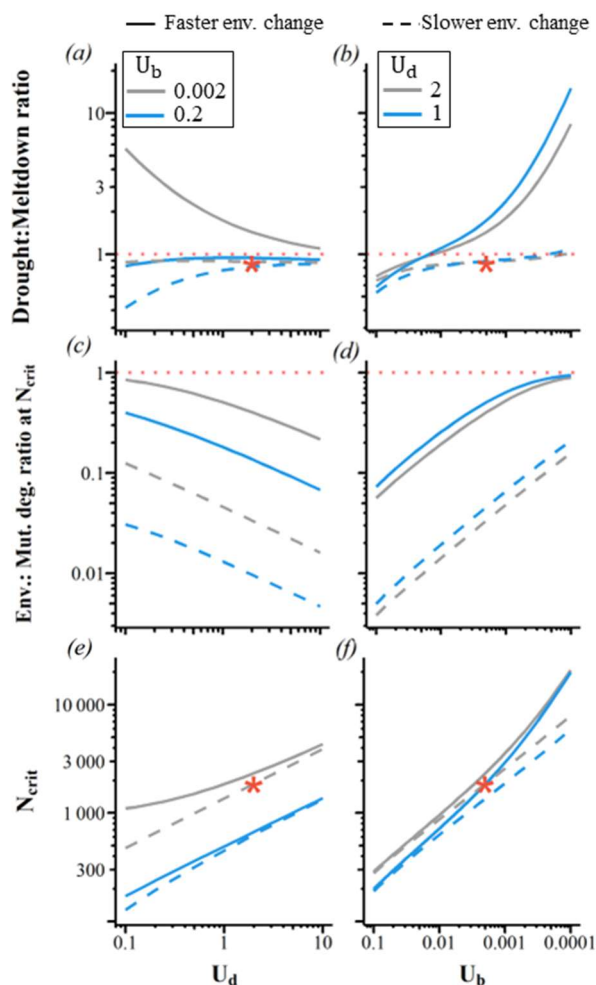 Faster env. change
Slower env. change
(a)
(b)
U_b
0.002
0.2
U_d
2
1
Drought:Meltdown ratio
10
3
1
(c)
(d)
Env.: Mut. deg. ratio at N_crit
1
0.1
0.01
(e)
(f)
N_crit
10 000
3 000
1 000
300
0.1
1
10
0.1
0.01
0.001
0.0001
U_d
U_b